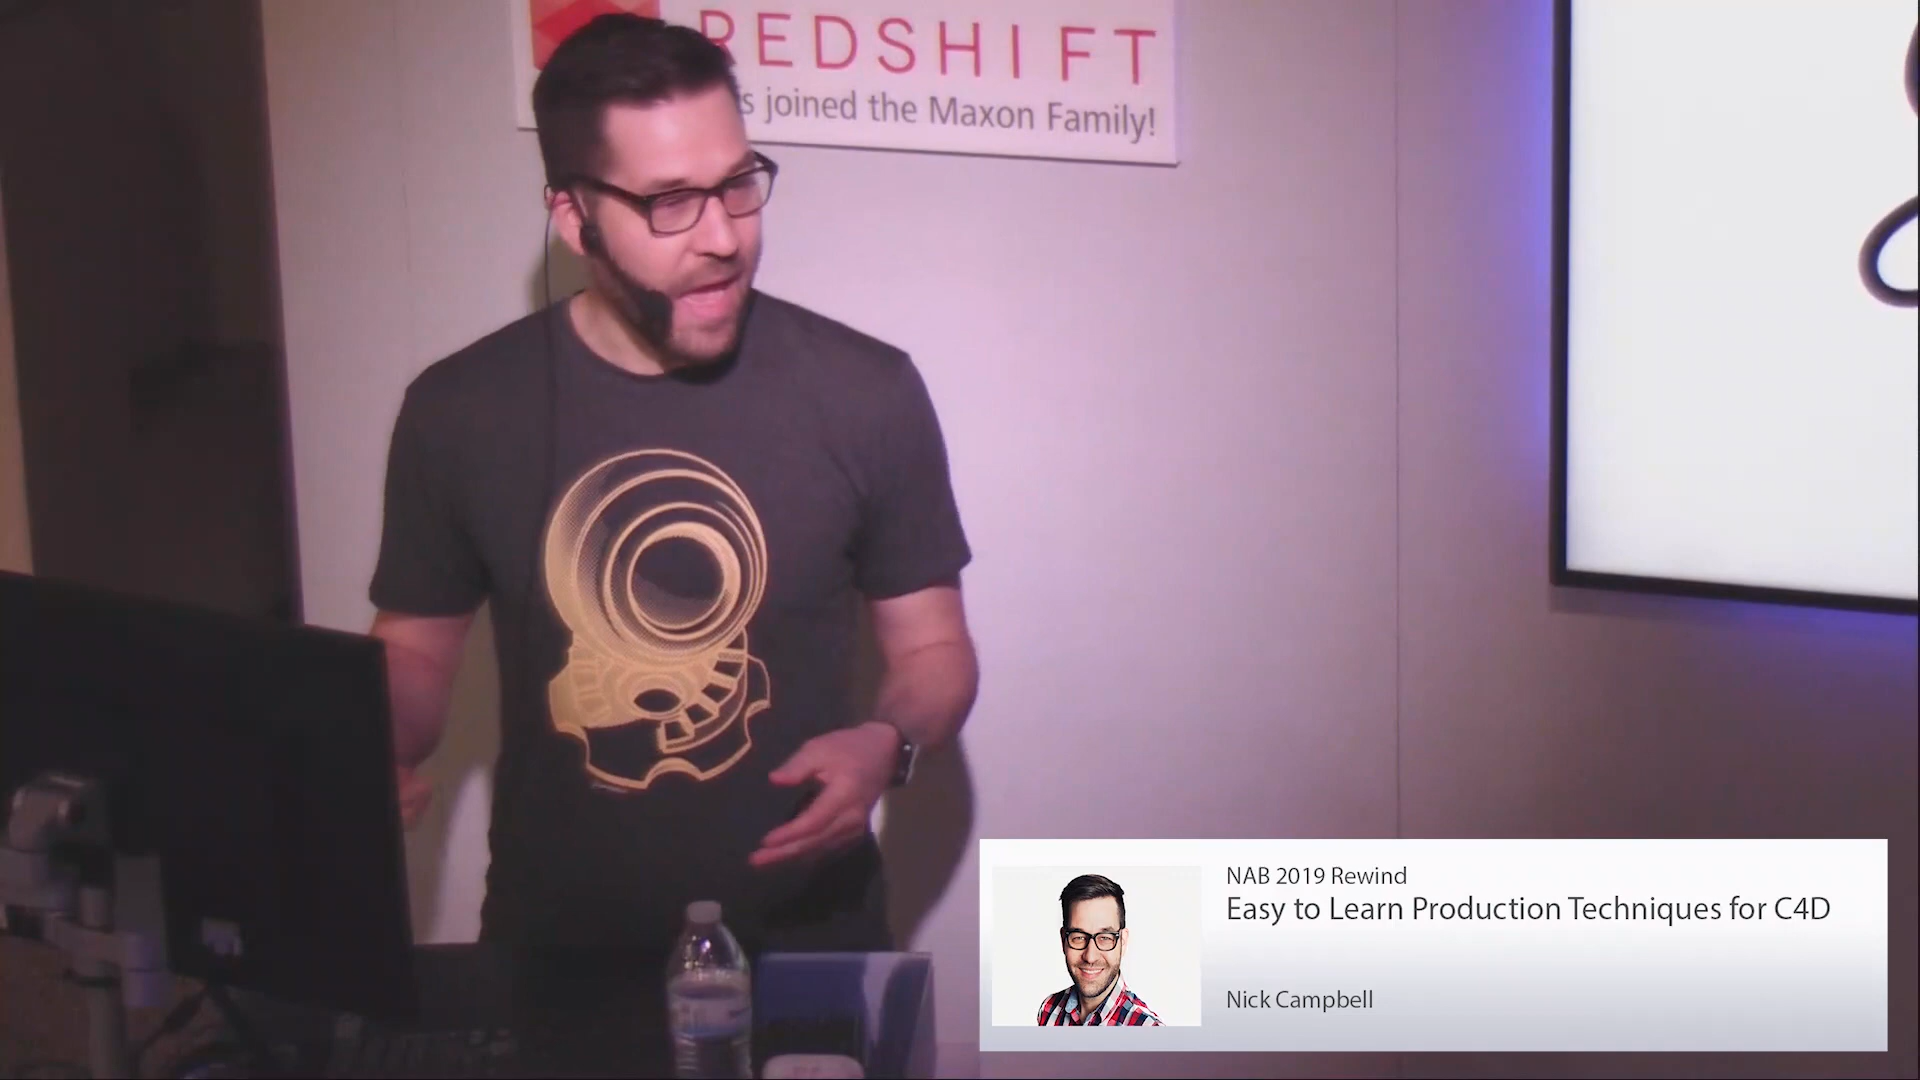 REDSHIFT
s joined the Maxon Family!
NAB 2019 Rewind
Easy to Learn Production Techniques for C4D
Nick Campbell